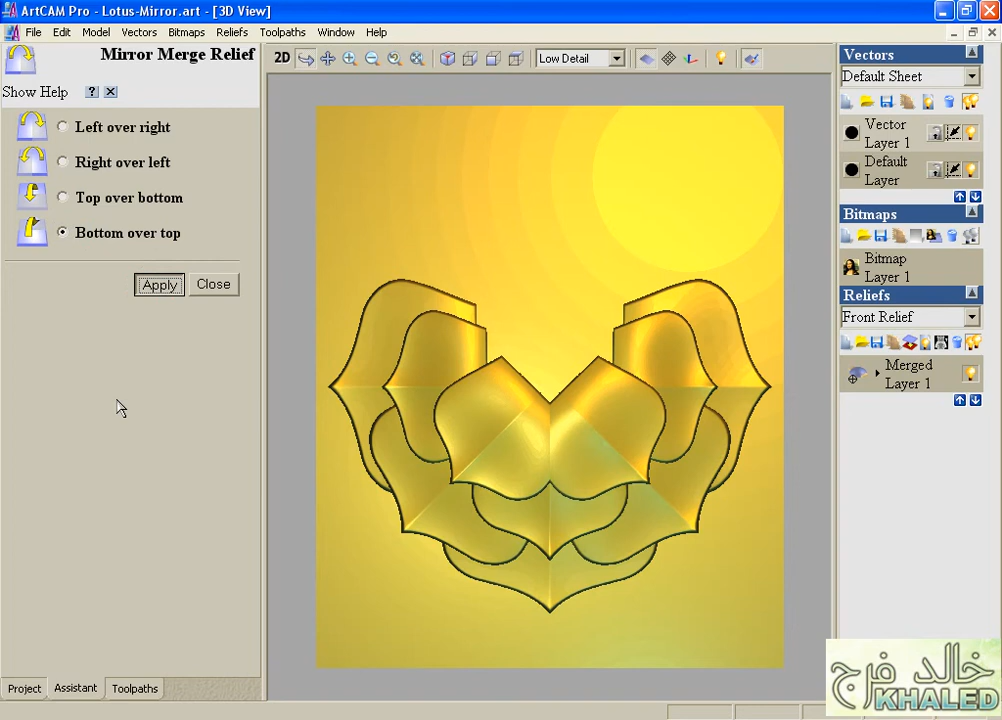 ArtCAM Pro - Lotus-Mirror.art - [3D View]
File Edit Model Vectors Bitmaps Reliefs Toolpaths Window Help
Mirror Merge Relief
2D
Low Detail
Show Help ? X
Left over right
Right over left
Top over bottom
Bottom over top
Apply Close
Vectors
Default Sheet
Vector
Layer 1
Default
Layer
Bitmaps
Bitmap
Layer 1
Reliefs
Front Relief
Merged
Layer 1
Project Assistant Toolpaths
خالد فرج
KHALED